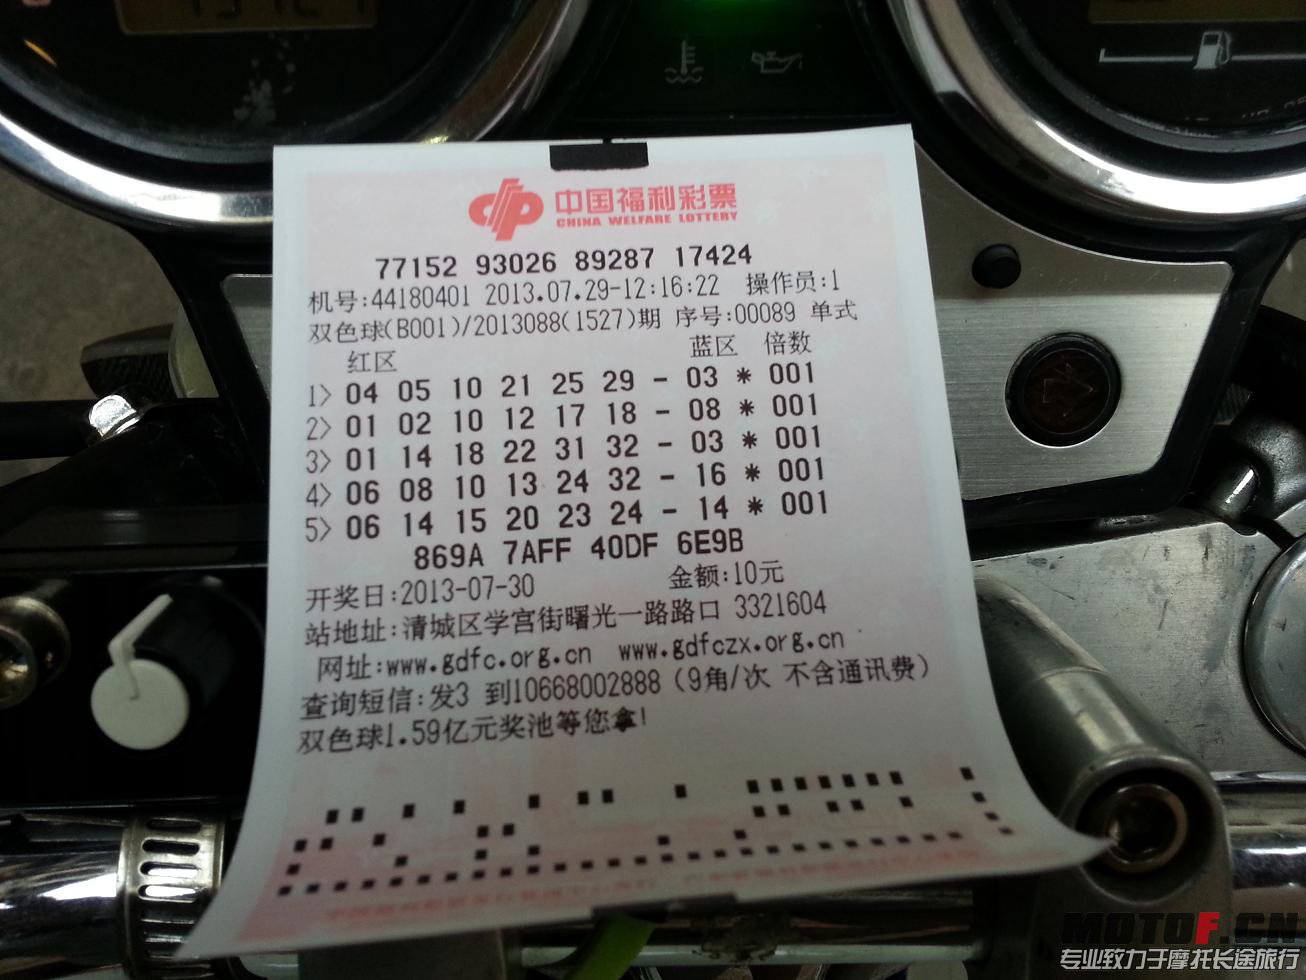 中国福利彩票
CHINA WELFARE LOTTERY
77152 93026 89287 17424
机号:44180401 2013.07.29-12:16:22 操作员:1
双色球(B001)/2013088(1527)期 序号:00089 单式
红区 蓝区 倍数
1> 04 05 10 21 25 29 - 03 * 001
2> 01 02 10 12 17 18 - 08 * 001
3> 01 14 18 22 31 32 - 03 * 001
4> 06 08 10 13 24 32 - 16 * 001
5> 06 14 15 20 23 24 - 14 * 001
869A 7AFF 40DF 6E9B
开奖日:2013-07-30 金额:10元
站地址:清城区学宫街曙光一路路口 3321604
网址:www.gdfc.org.cn www.gdfczx.org.cn
查询短信:发3 到10668002888（9角/次 不含通讯费）
双色球1.59亿元奖池等您拿!
MOTOF.CN
专业致力于摩托长途旅行